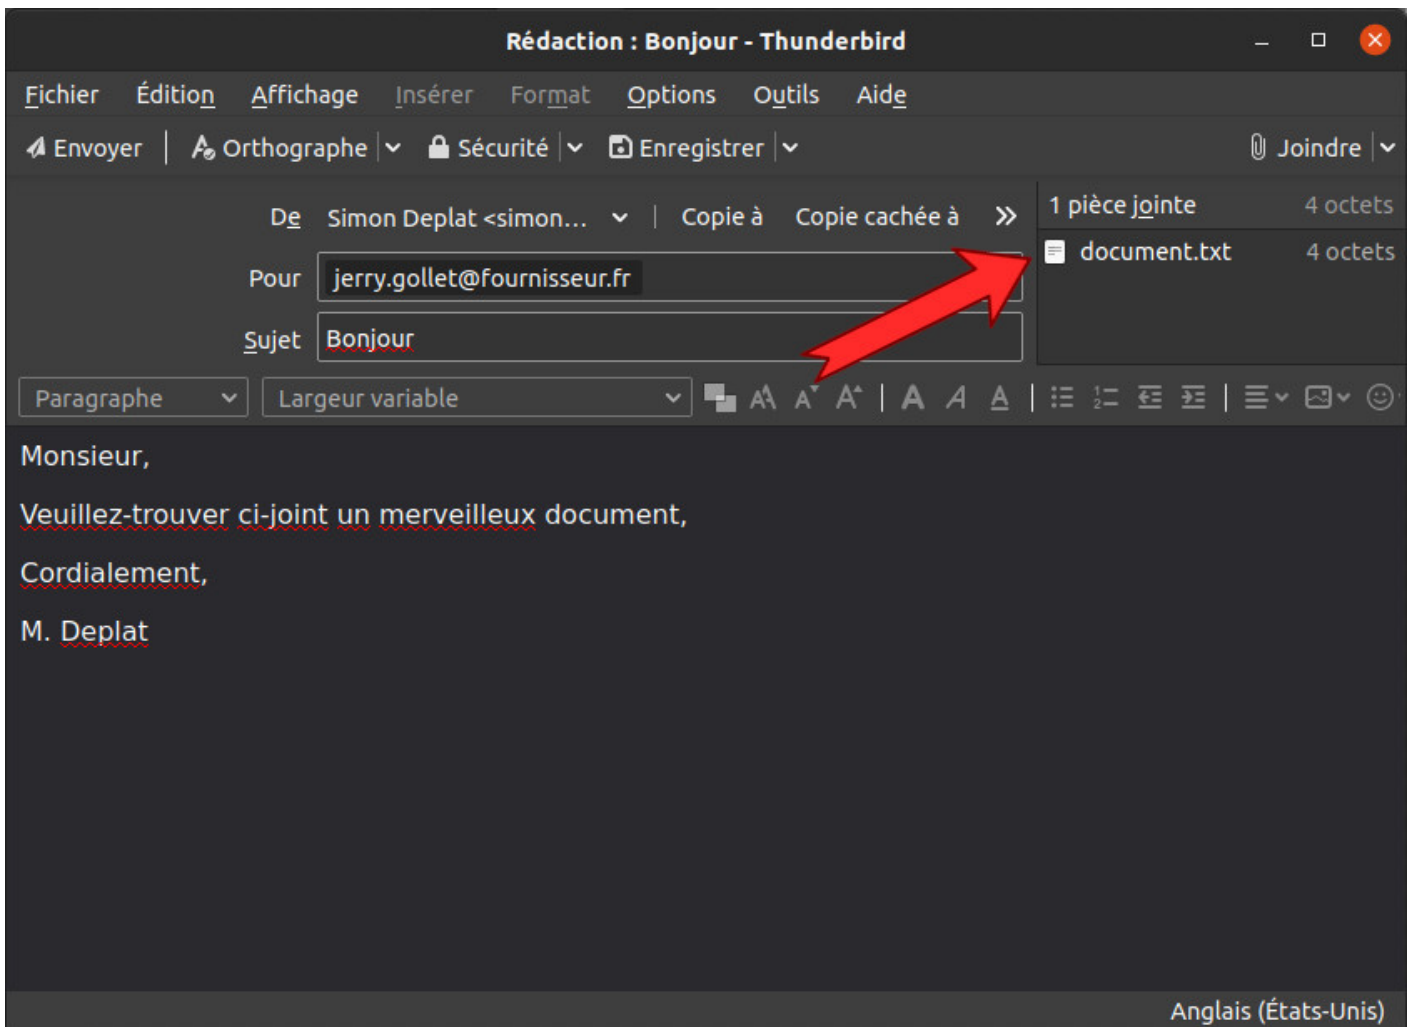 Rédaction : Bonjour - Thunderbird
Fichier Édition Affichage Insérer Format Options Outils Aide
Envoyer Orthographe Sécurité Enregistrer Joindre
De Simon Deplat <simon... Copie à Copie cachée à
1 pièce jointe 4 octets
document.txt 4 octets
Pour jerry.gollet@fournisseur.fr
Sujet Bonjour
Paragraphe Largeur variable
Monsieur,
Veuillez-trouver ci-joint un merveilleux document,
Cordialement,
M. Deplat
Anglais (États-Unis)